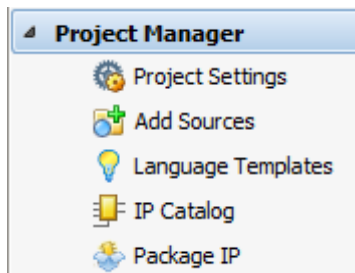 Project Manager
Project Settings
Add Sources
Language Templates
IP Catalog
Package IP